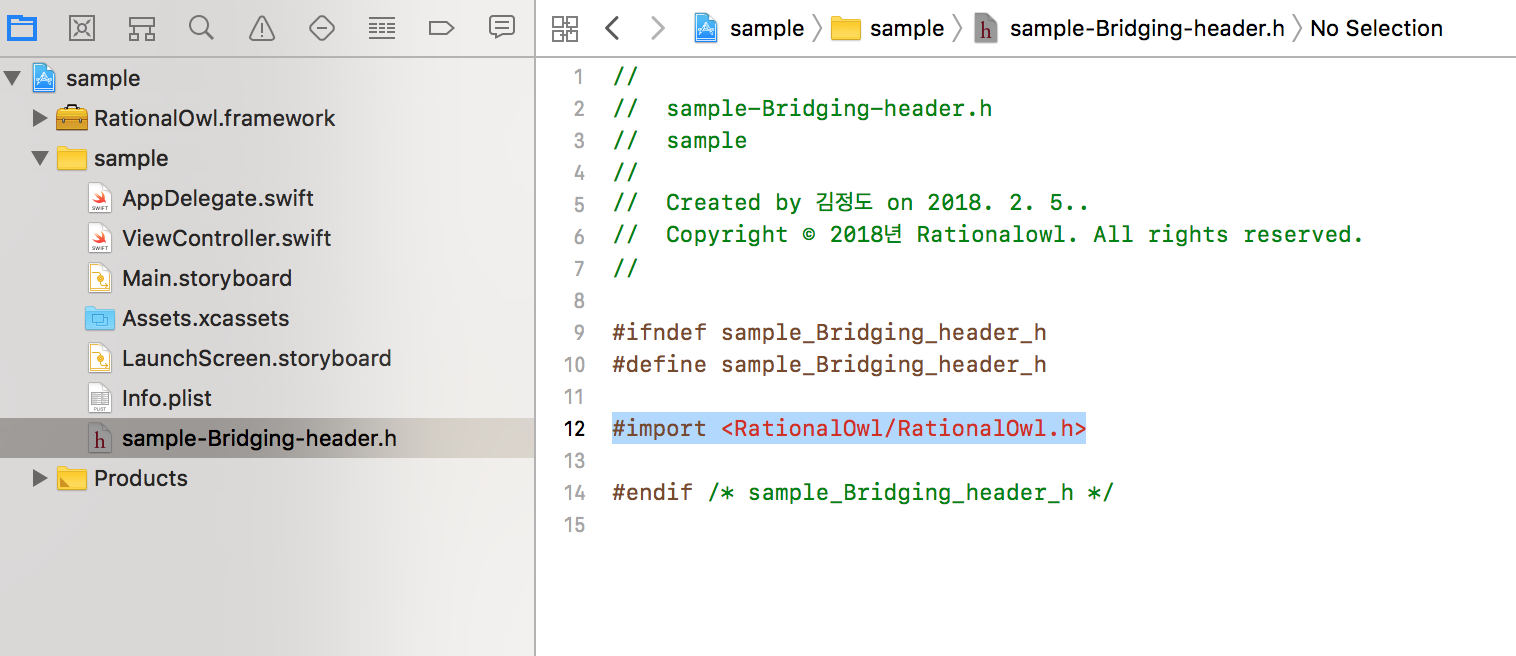 sample
RationalOwl.framework
sample
AppDelegate.swift
ViewController.swift
Main.storyboard
Assets.xcassets
LaunchScreen.storyboard
Info.plist
sample-Bridging-header.h
Products
sample sample sample-Bridging-header.h No Selection
1 //
2 //  sample-Bridging-header.h
3 //  sample
4 //
5 //  Created by 김정도 on 2018. 2. 5..
6 //  Copyright © 2018년 Rationalowl. All rights reserved.
7 //
8
9 #ifndef sample_Bridging_header_h
10 #define sample_Bridging_header_h
11
12 #import <RationalOwl/RationalOwl.h>
13
14 #endif /* sample_Bridging_header_h */
15